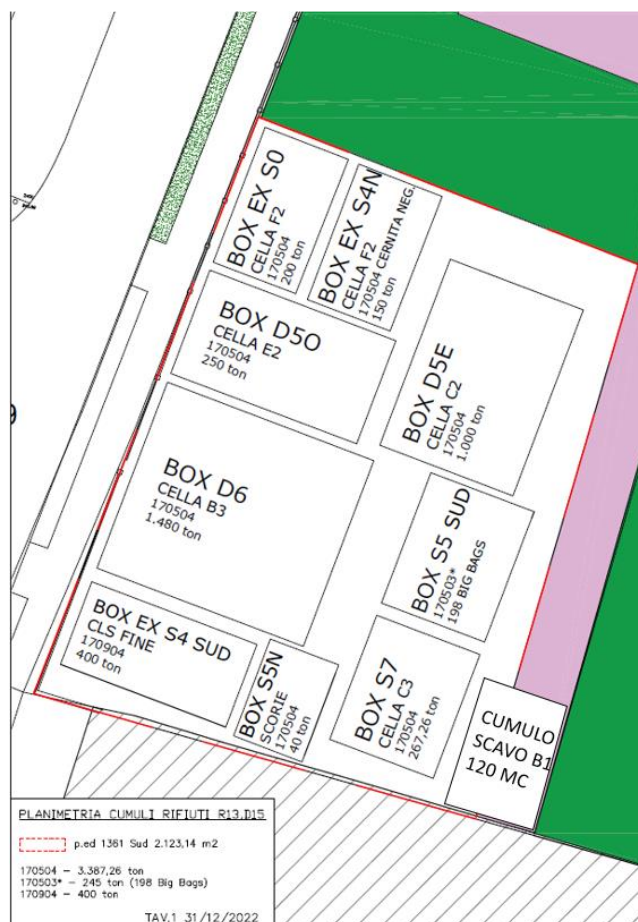 BOX EX S0
CELLA F2
170504
200 ton
BOX EX S4N
CELLA F2
170504 CERNITA NEG.
150 ton
BOX D5O
CELLA E2
170504
250 ton
BOX D5E
CELLA C2
170504
1.000 ton
BOX D6
CELLA B3
170504
1.480 ton
BOX S5 SUD
170503*
198 BIG BAGS
BOX EX S4 SUD
CLS FINE
170904
400 ton
BOX S5N
SCORIE
170504
40 ton
BOX S7
CELLA C3
170504
267,26 ton
CUMULO
SCAVO B1
120 MC
PLANIMETRIA CUMULI RIFIUTI R13,D15
p.ed 1361 Sud 2.123,14 m2
170504 – 3.387,26 ton
170503* – 245 ton (198 Big Bags)
170904 – 400 ton
TAV.1 31/12/2022